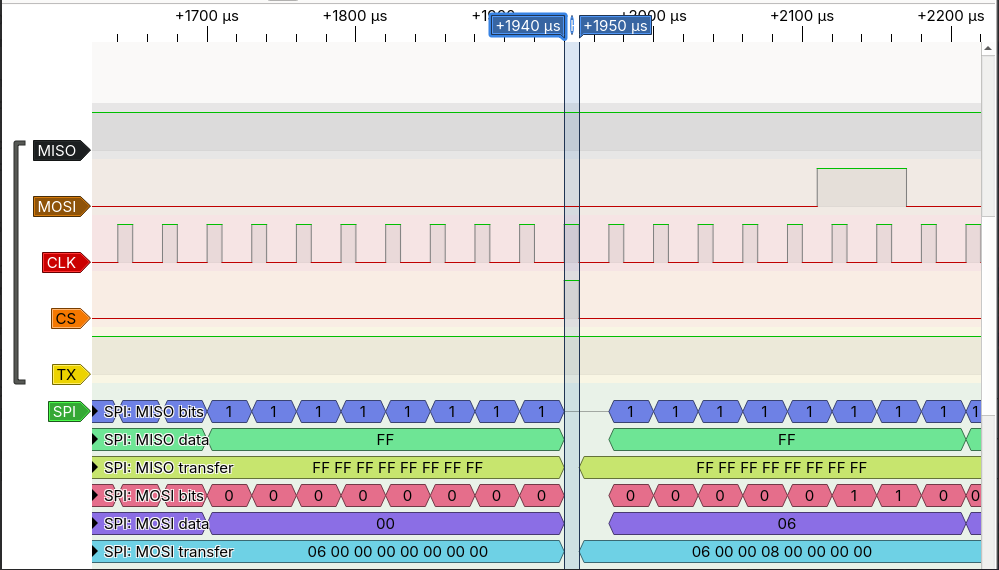 +1700 µs +1800 µs +2000 µs +2100 µs +2200 µs
+1940 µs +1950 µs
MISO
MOSI
CLK
CS
TX
SPI SPI: MISO bits 1 1 1 1 1 1 1 1 1 1 1 1 1 1 1 1 1
SPI: MISO data FF FF
SPI: MISO transfer FF FF FF FF FF FF FF FF FF FF FF FF FF FF FF FF
SPI: MOSI bits 0 0 0 0 0 0 0 0 0 0 0 0 0 1 1 0 0
SPI: MOSI data 00 06
SPI: MOSI transfer 06 00 00 00 00 00 00 00 06 00 00 08 00 00 00 00